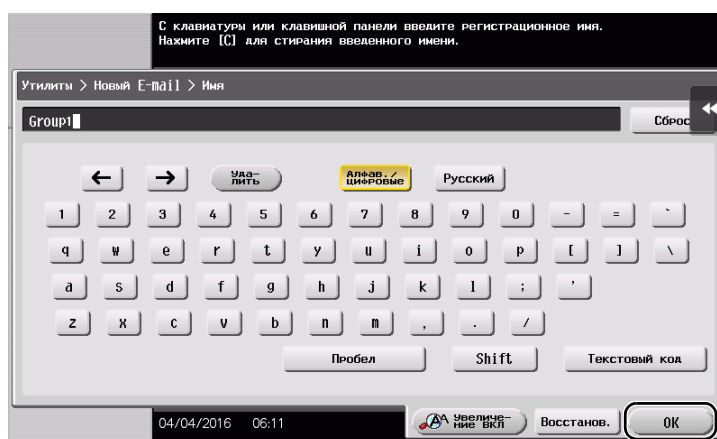 С клавиатуры или клавишной панели введите регистрационное имя.
Нажмите [C] для стирания введенного имени.
Утилиты > Новый E-mail > Имя
Group1
Сброс
← → Уда-
лить
Алфав./
цифровые
Русский
1 2 3 4 5 6 7 8 9 0 - = `
q w e r t y u i o p [ ] \
a s d f g h j k l ; '
z x c v b n m , . /
Пробел Shift Текстовый код
04/04/2016 06:11
Увеличе-
ние ВКЛ
Восстанов.
OK